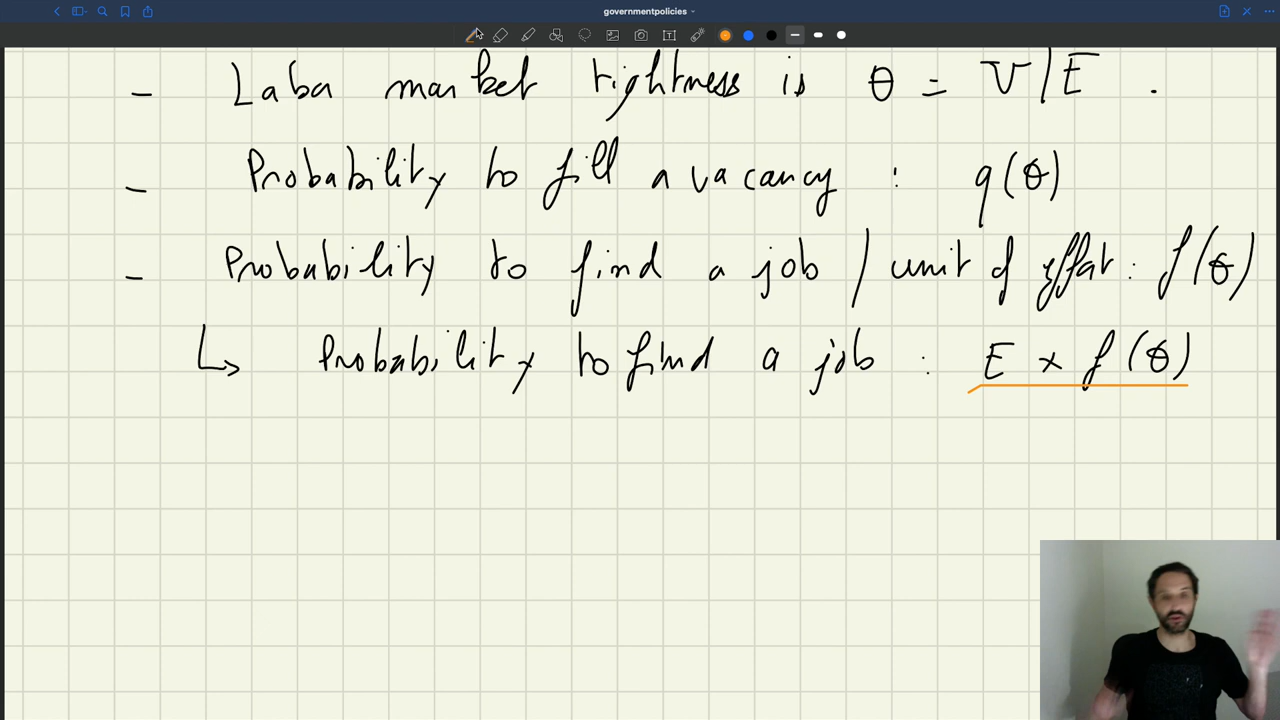 governmentpolicies
- Labor market tightness is θ = V/E .
- Probability to fill a vacancy : q(θ)
- Probability to find a job / unit of effort : f(θ)
↳ Probability to find a job : E x f(θ)